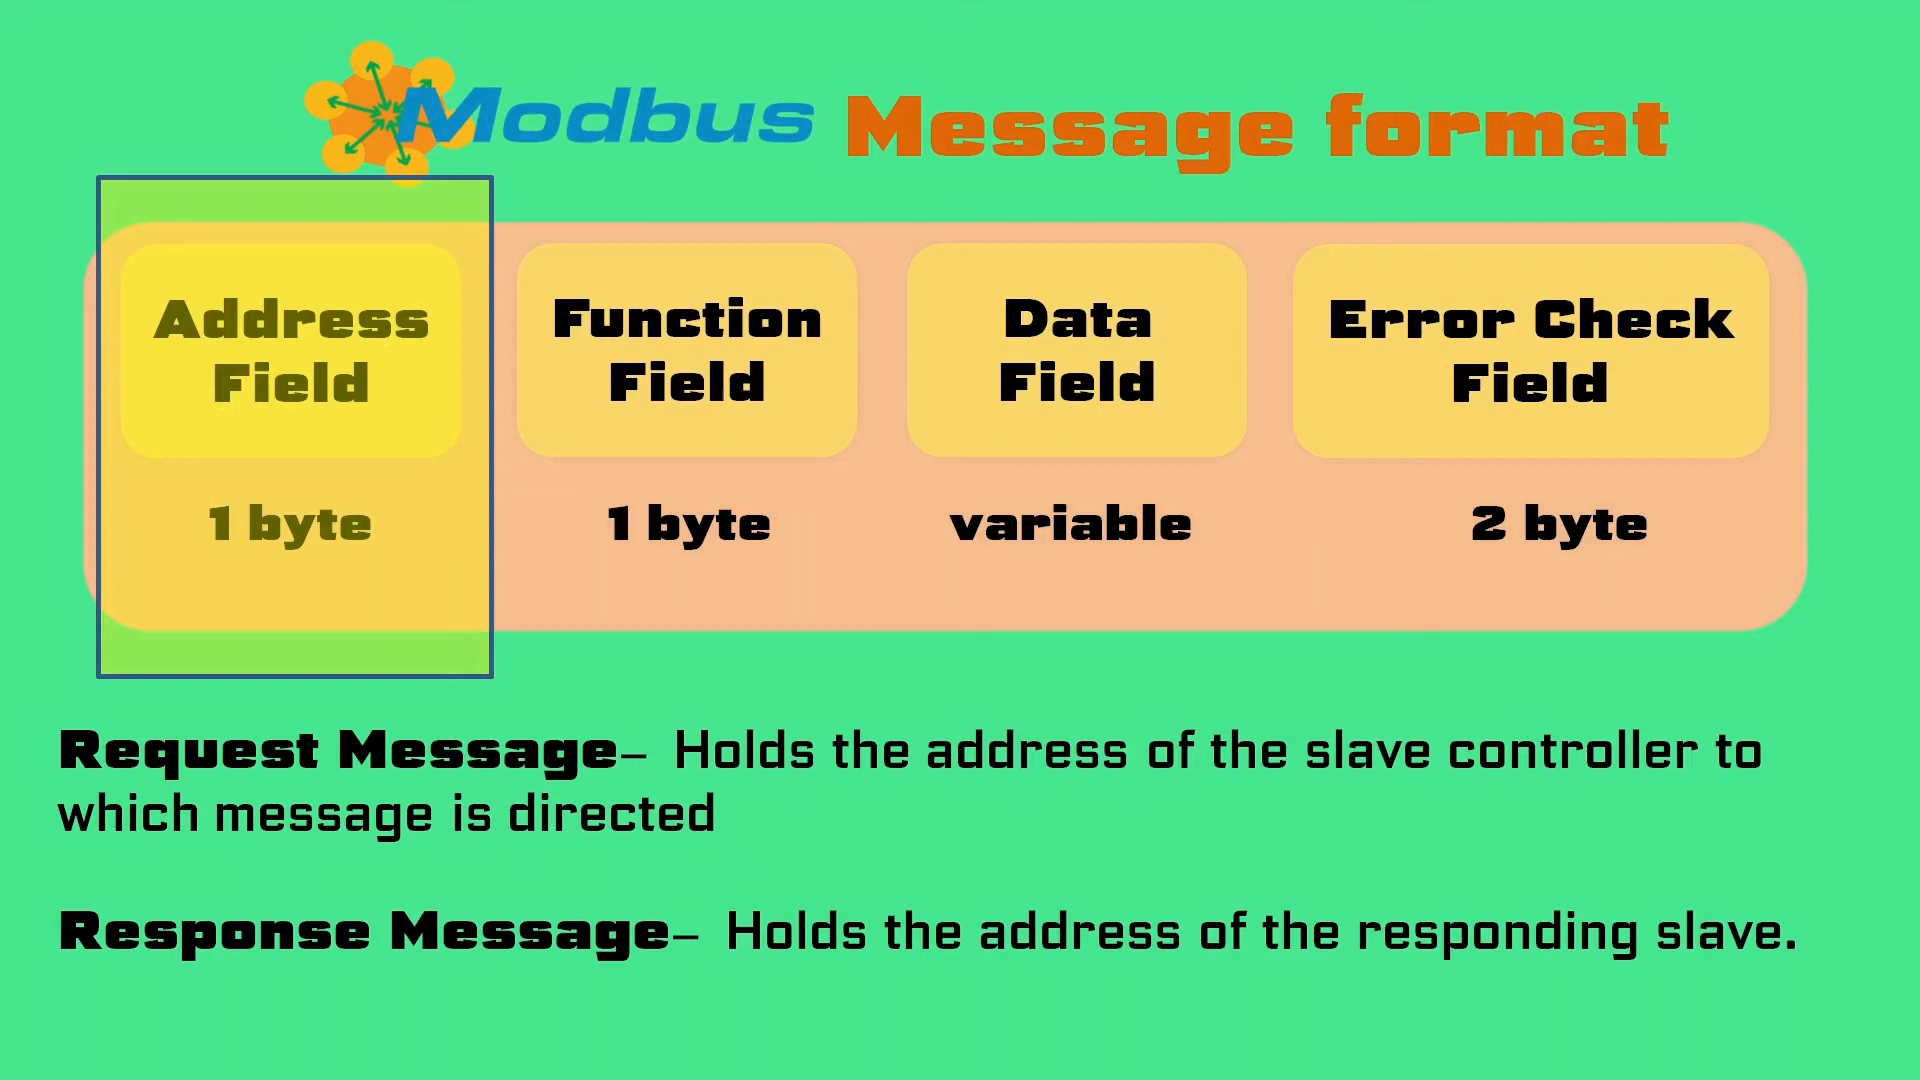 Modbus Message format
Address Field
1 byte
Function Field
1 byte
Data Field
variable
Error Check Field
2 byte
Request Message– Holds the address of the slave controller to
which message is directed
Response Message– Holds the address of the responding slave.